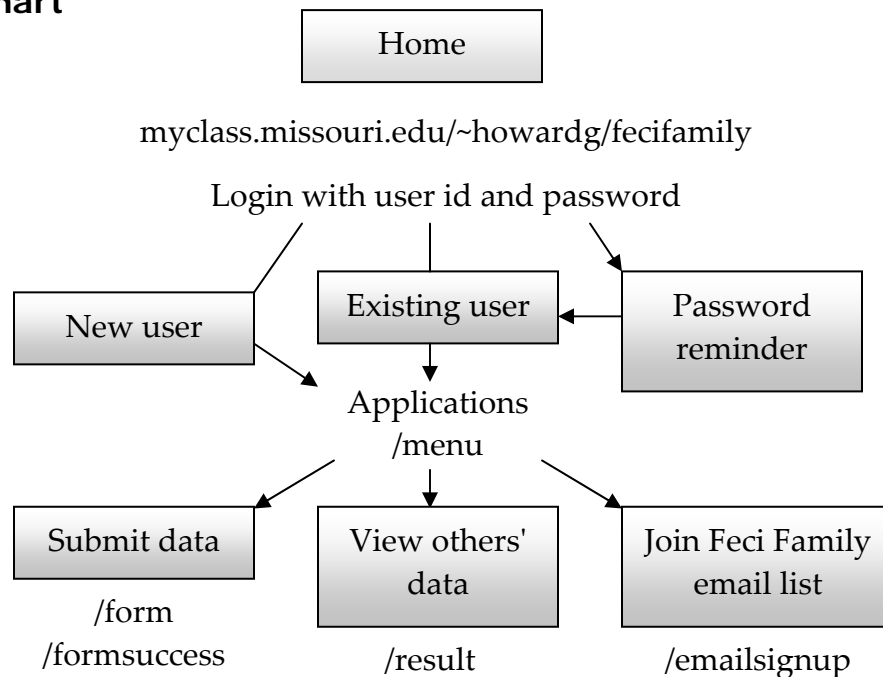 Home
myclass.missouri.edu/~howardg/fecifamily
Login with user id and password
New user
Existing user
Password
reminder
Applications
/menu
Submit data
/form
/formsuccess
View others'
data
/result
Join Feci Family
email list
/emailsignup